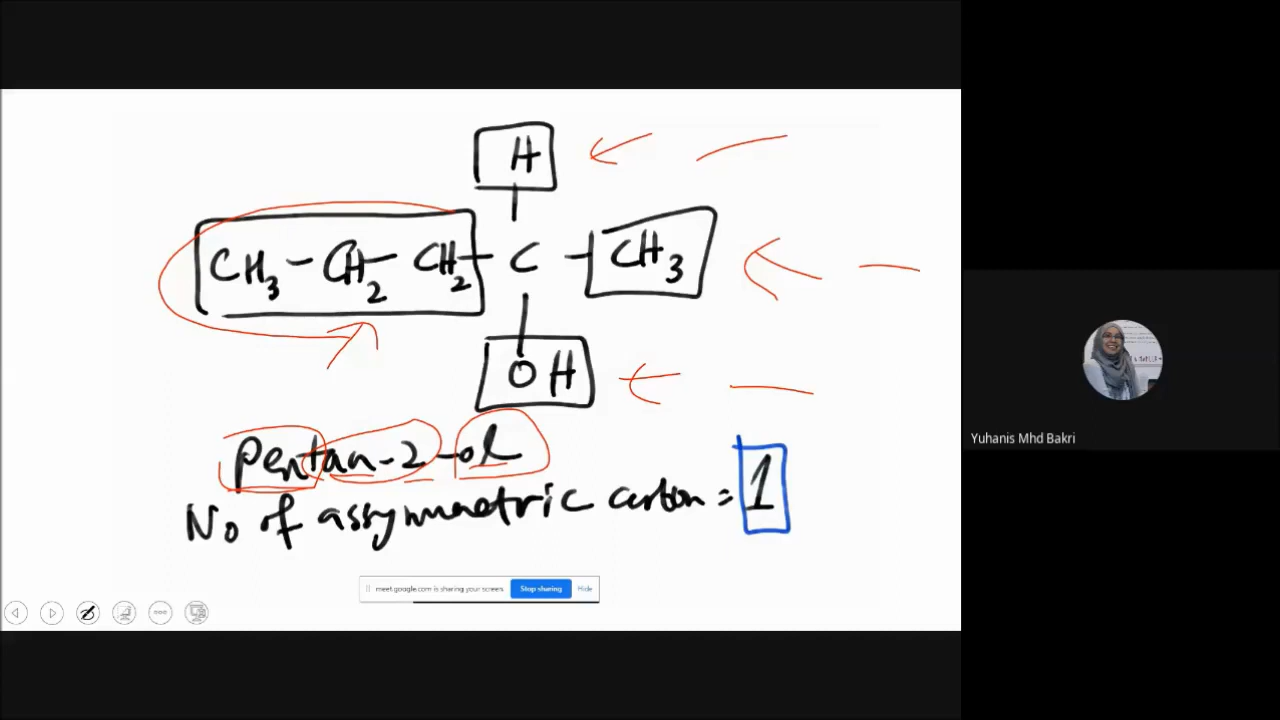 H
CH3 - CH2 - CH2 - C - CH3
OH
Pentan-2-ol
No of assymmetric carbon = 1
meet.google.com is sharing your screen Stop sharing Hide
Yuhanis Mhd Bakri